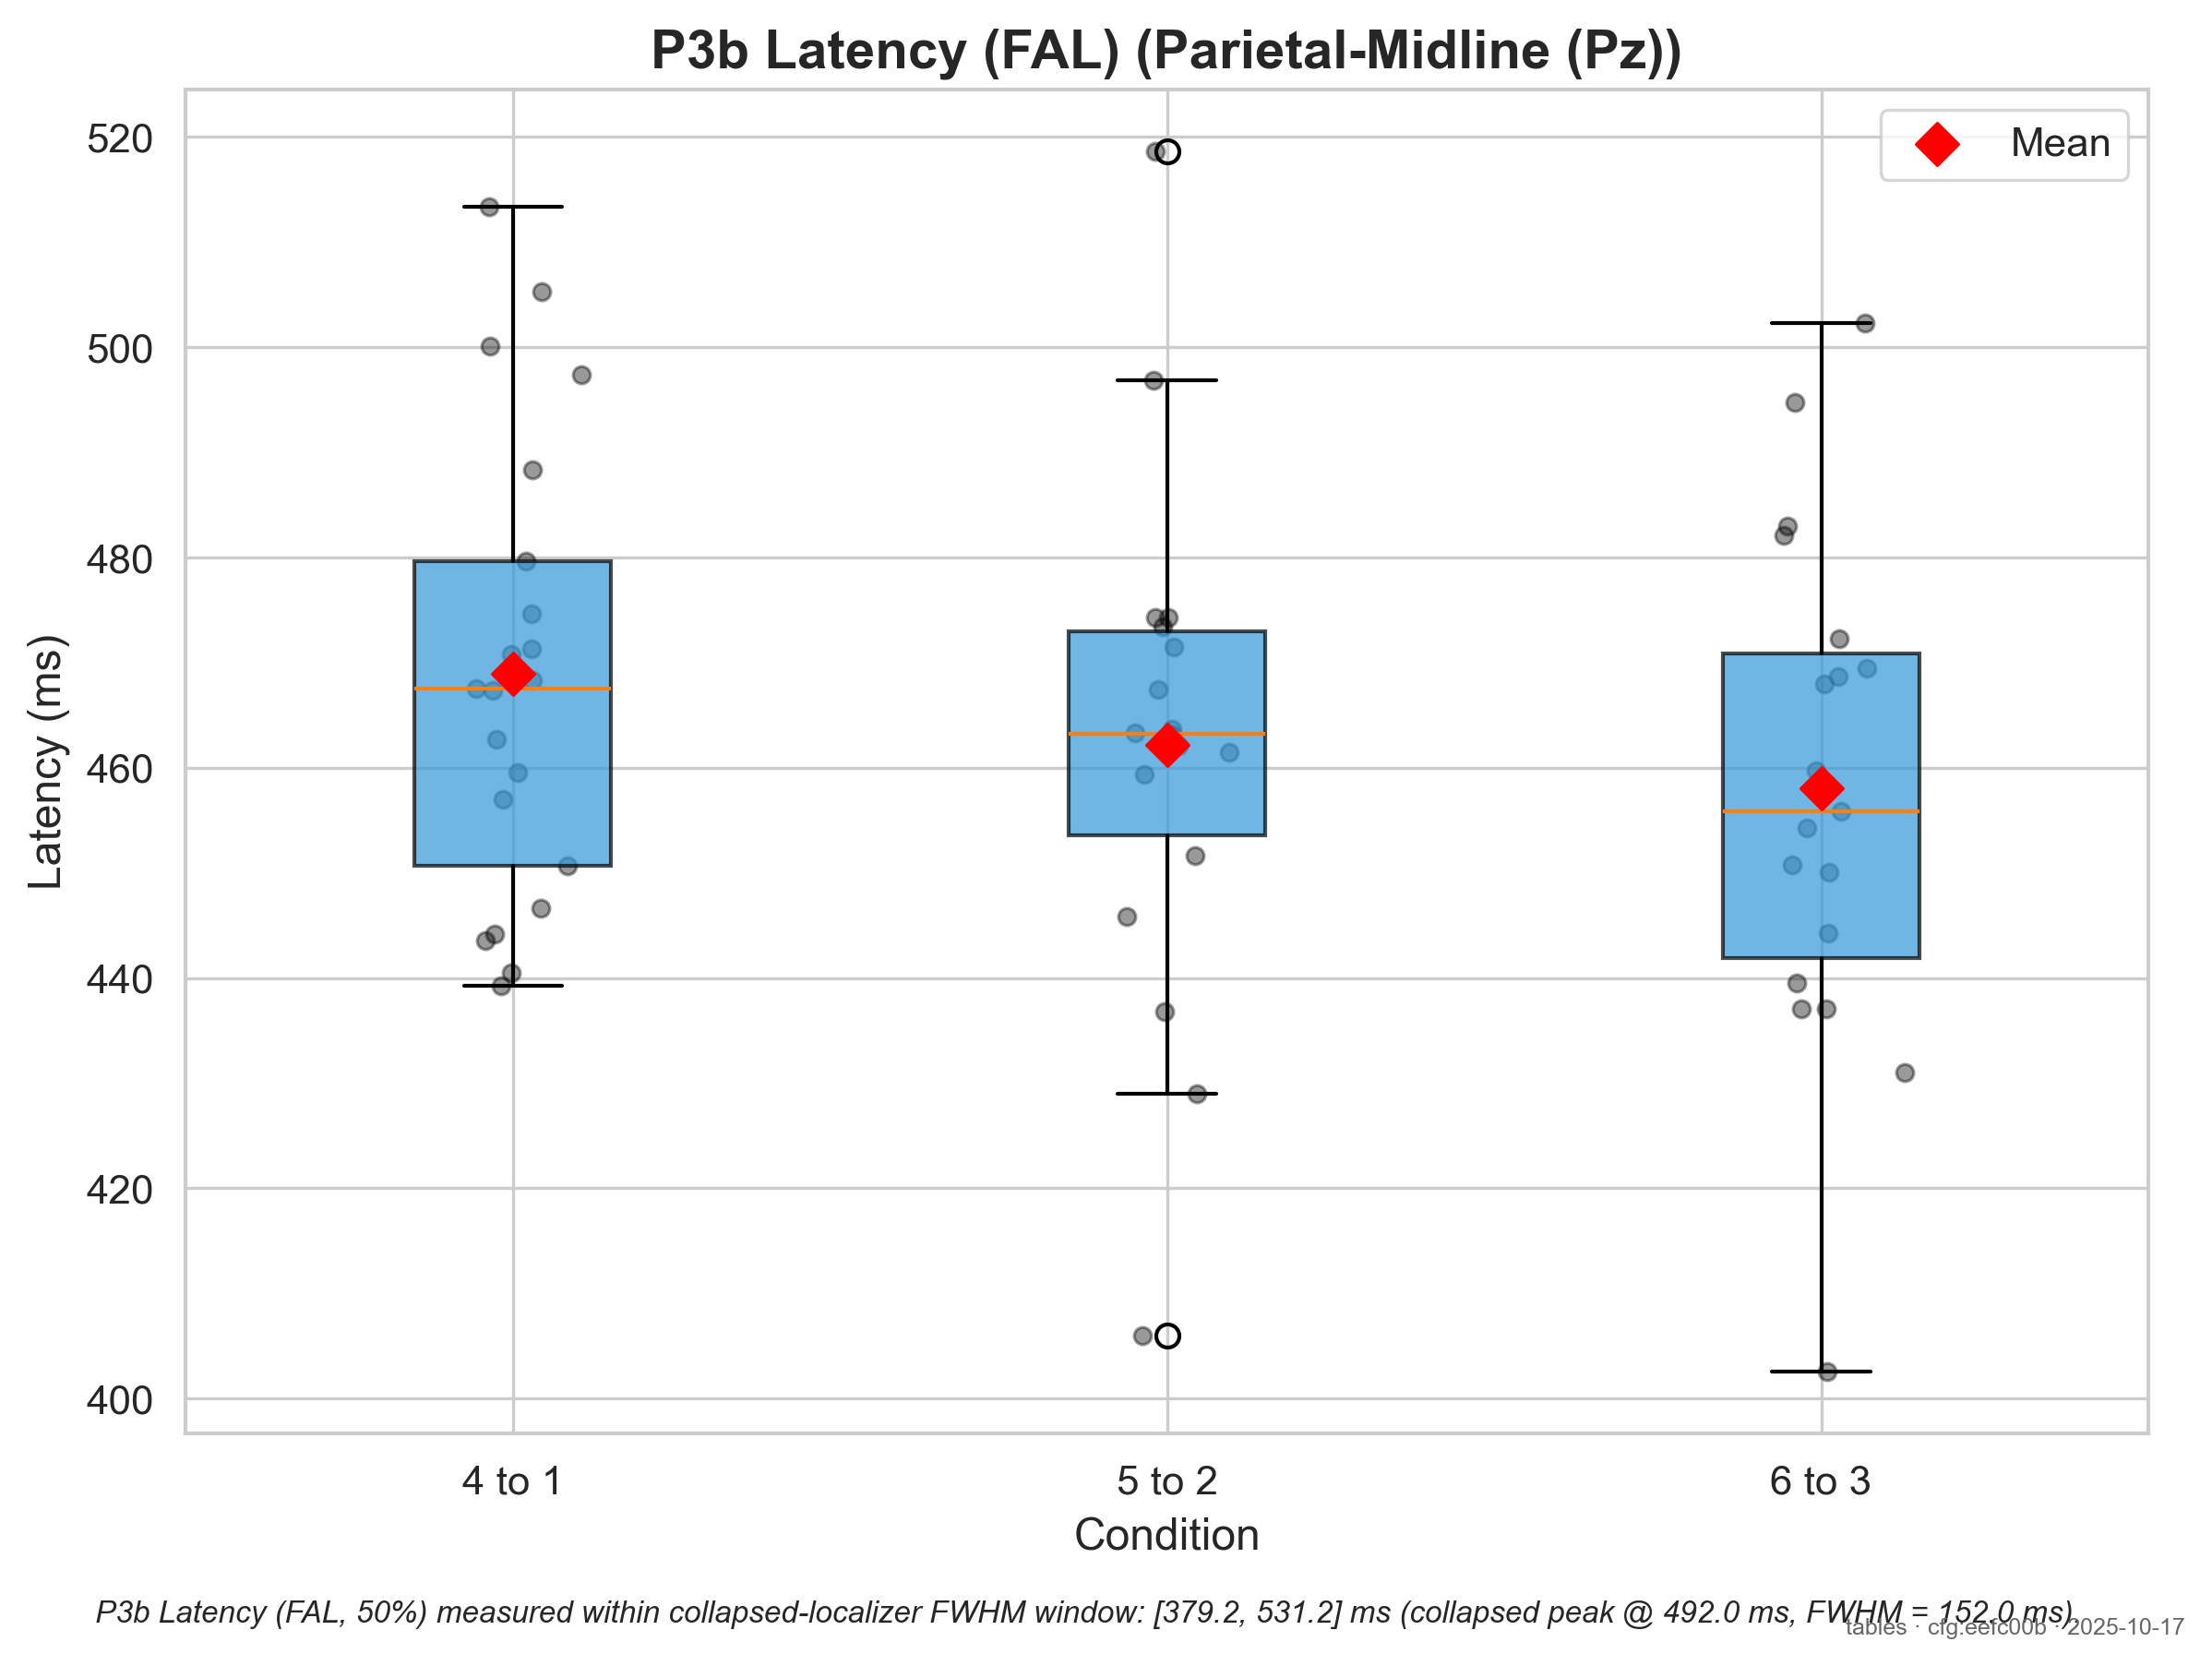 P3b Latency (FAL) (Parietal-Midline (Pz))
Mean
520
500
480
460
440
420
400
Latency (ms)
4 to 1
5 to 2
6 to 3
Condition
P3b Latency (FAL, 50%) measured within collapsed-localizer FWHM window: [379.2, 531.2] ms (collapsed peak @ 492.0 ms, FWHM = 152.0 ms).
tables · cfg:eefc00b · 2025-10-17